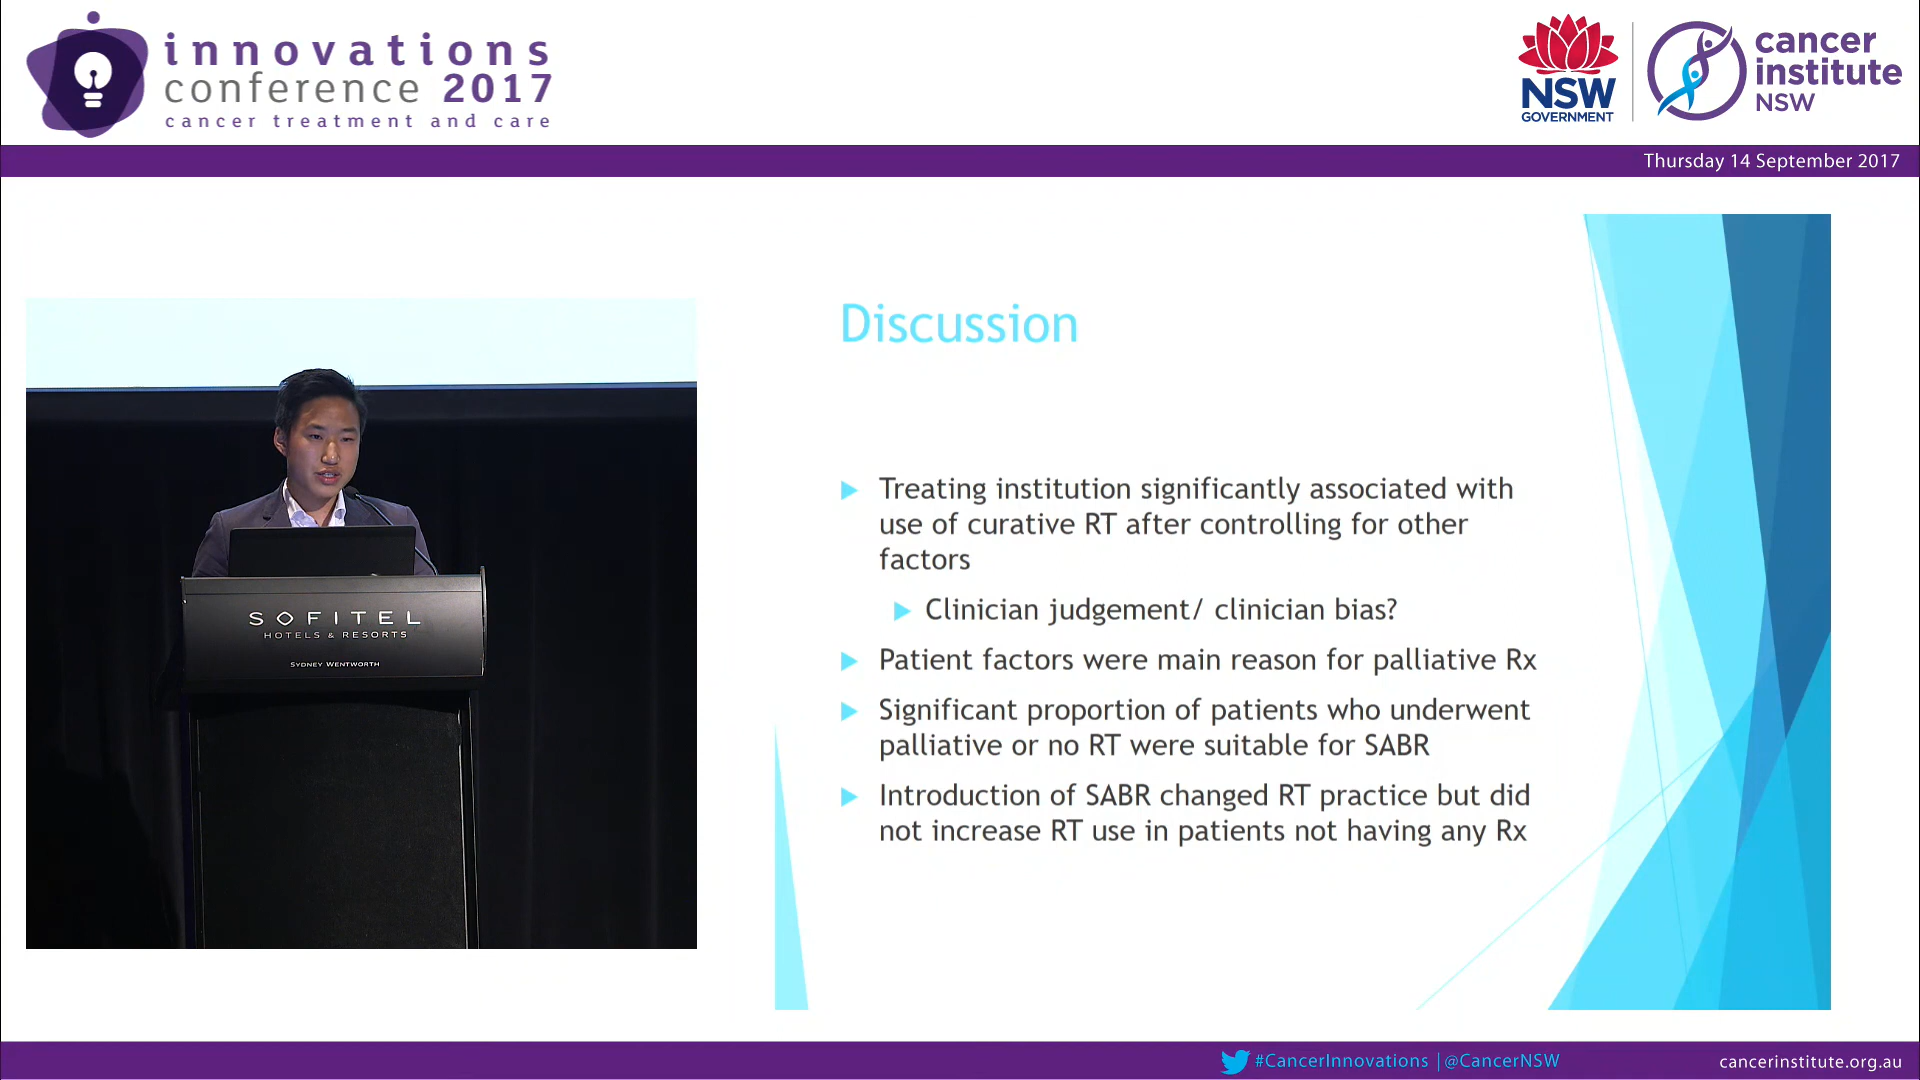 innovations
conference 2017
cancer treatment and care
NSW
GOVERNMENT
cancer
institute
NSW
Thursday 14 September 2017
SOFITEL
HOTELS & RESORTS
SYDNEY WENTWORTH
Discussion
Treating institution significantly associated with
use of curative RT after controlling for other
factors
Clinician judgement/ clinician bias?
Patient factors were main reason for palliative Rx
Significant proportion of patients who underwent
palliative or no RT were suitable for SABR
Introduction of SABR changed RT practice but did
not increase RT use in patients not having any Rx
#CancerInnovations | @CancerNSW
cancerinstitute.org.au